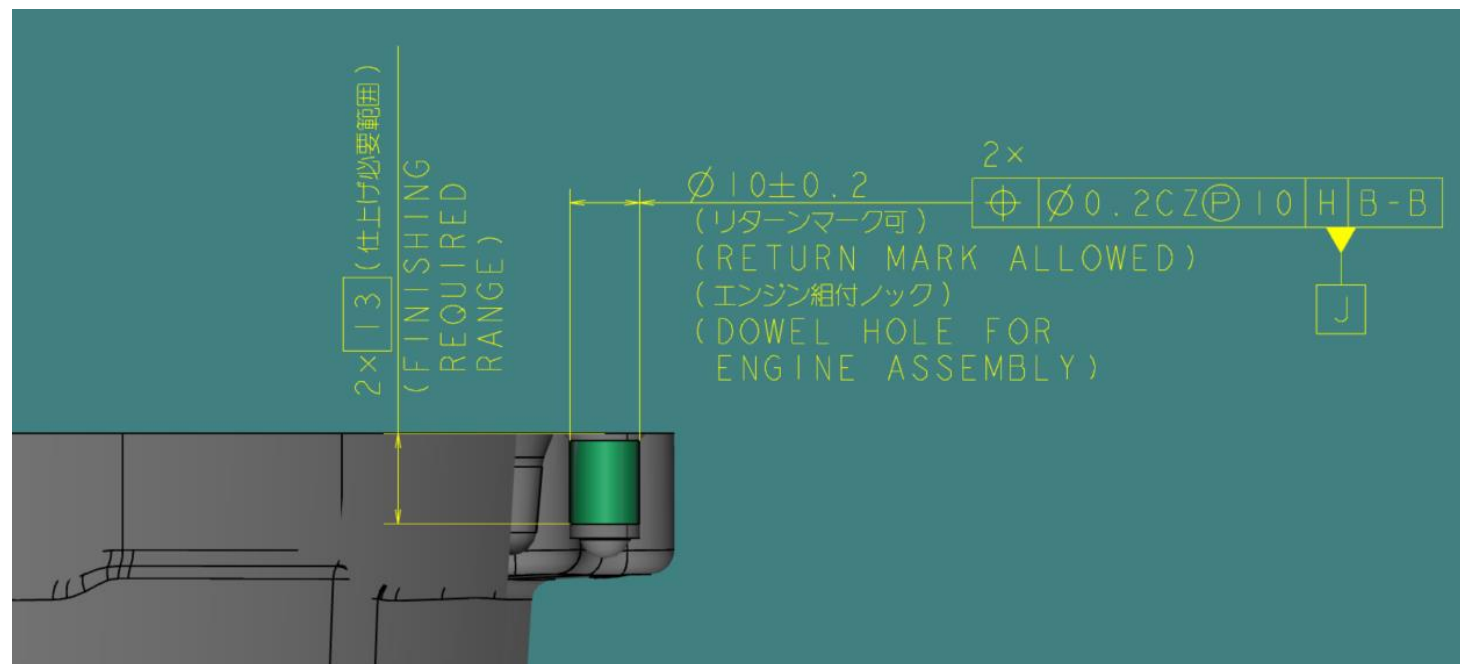 2×13(仕上げ必要範囲)
(FINISHING
REQUIRED
RANGE)
Ø10±0.2
(リターンマーク可)
(RETURN MARK ALLOWED)
(エンジン組付ノック)
(DOWEL HOLE FOR
ENGINE ASSEMBLY)
2×
⌖ Ø0.2CZⓅ10 H B-B
J